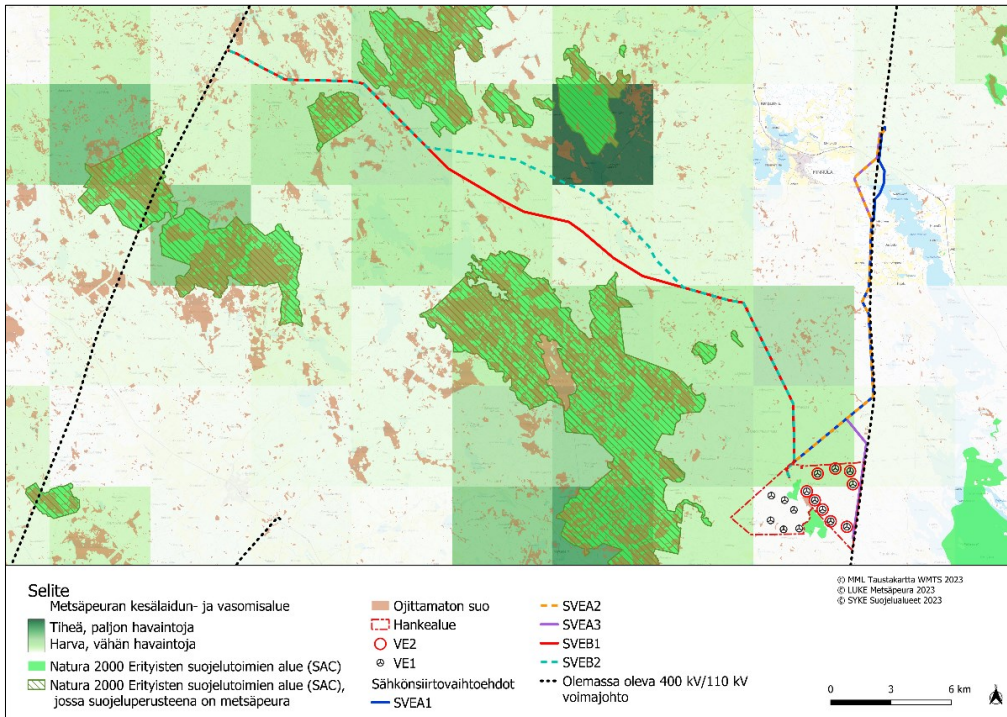 Selite
Metsäpeuran kesälaidun- ja vasomisalue
Tiheä, paljon havaintoja
Harva, vähän havaintoja
Natura 2000 Erityisten suojelutoimien alue (SAC)
Natura 2000 Erityisten suojelutoimien alue (SAC),
jossa suojeluperusteena on metsäpeura
Ojittamaton suo
Hankealue
VE2
VE1
Sähkönsiirtovaihtoehdot
SVEA1
SVEA2
SVEA3
SVEB1
SVEB2
Olemassa oleva 400 kV/110 kV
voimajohto
© MML Taustakartta WMTS 2023
© LUKE Metsäpeura 2023
© SYKE Suojelualueet 2023
0 3 6 km